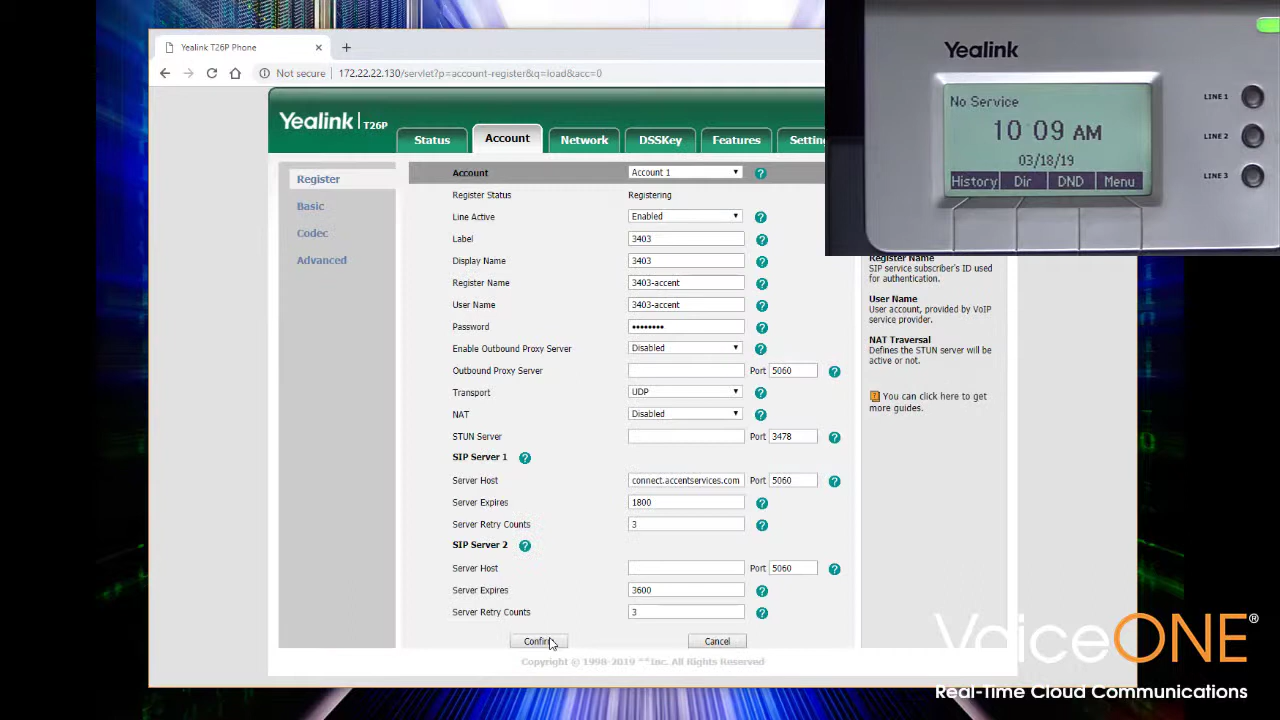 Yealink T26P Phone
Not secure
172.22.22.130/servlet?p=account-register&q=load&acc=0
Yealink | T26P
Status
Account
Network
DSSKey
Features
Register
Basic
Codec
Advanced
Account
Account 1
Register Status
Registering
Line Active
Enabled
Label
3403
Display Name
3403
Register Name
3403-accent
User Name
3403-accent
Password
Enable Outbound Proxy Server
Disabled
Outbound Proxy Server
Port 5060
Transport
UDP
NAT
Disabled
STUN Server
Port 3478
SIP Server 1
Server Host
connect.accentservices.com
Port 5060
Server Expires
1800
Server Retry Counts
3
SIP Server 2
Server Host
Port 5060
Server Expires
3600
Server Retry Counts
3
Cancel
Register Name
SIP service subscriber's ID used
for authentication.
User Name
User account, provided by VoIP
service provider.
NAT Traversal
Defines the STUN server will be
active or not.
You can click here to get
more guides.
Copyright © 1998-2019 **Inc. All Rights Reserved
Yealink
No Service
10 09 AM
03/18/19
History Dir DND Menu
LINE 1
LINE 2
LINE 3
VoiceONE®
Real-Time Cloud Communications